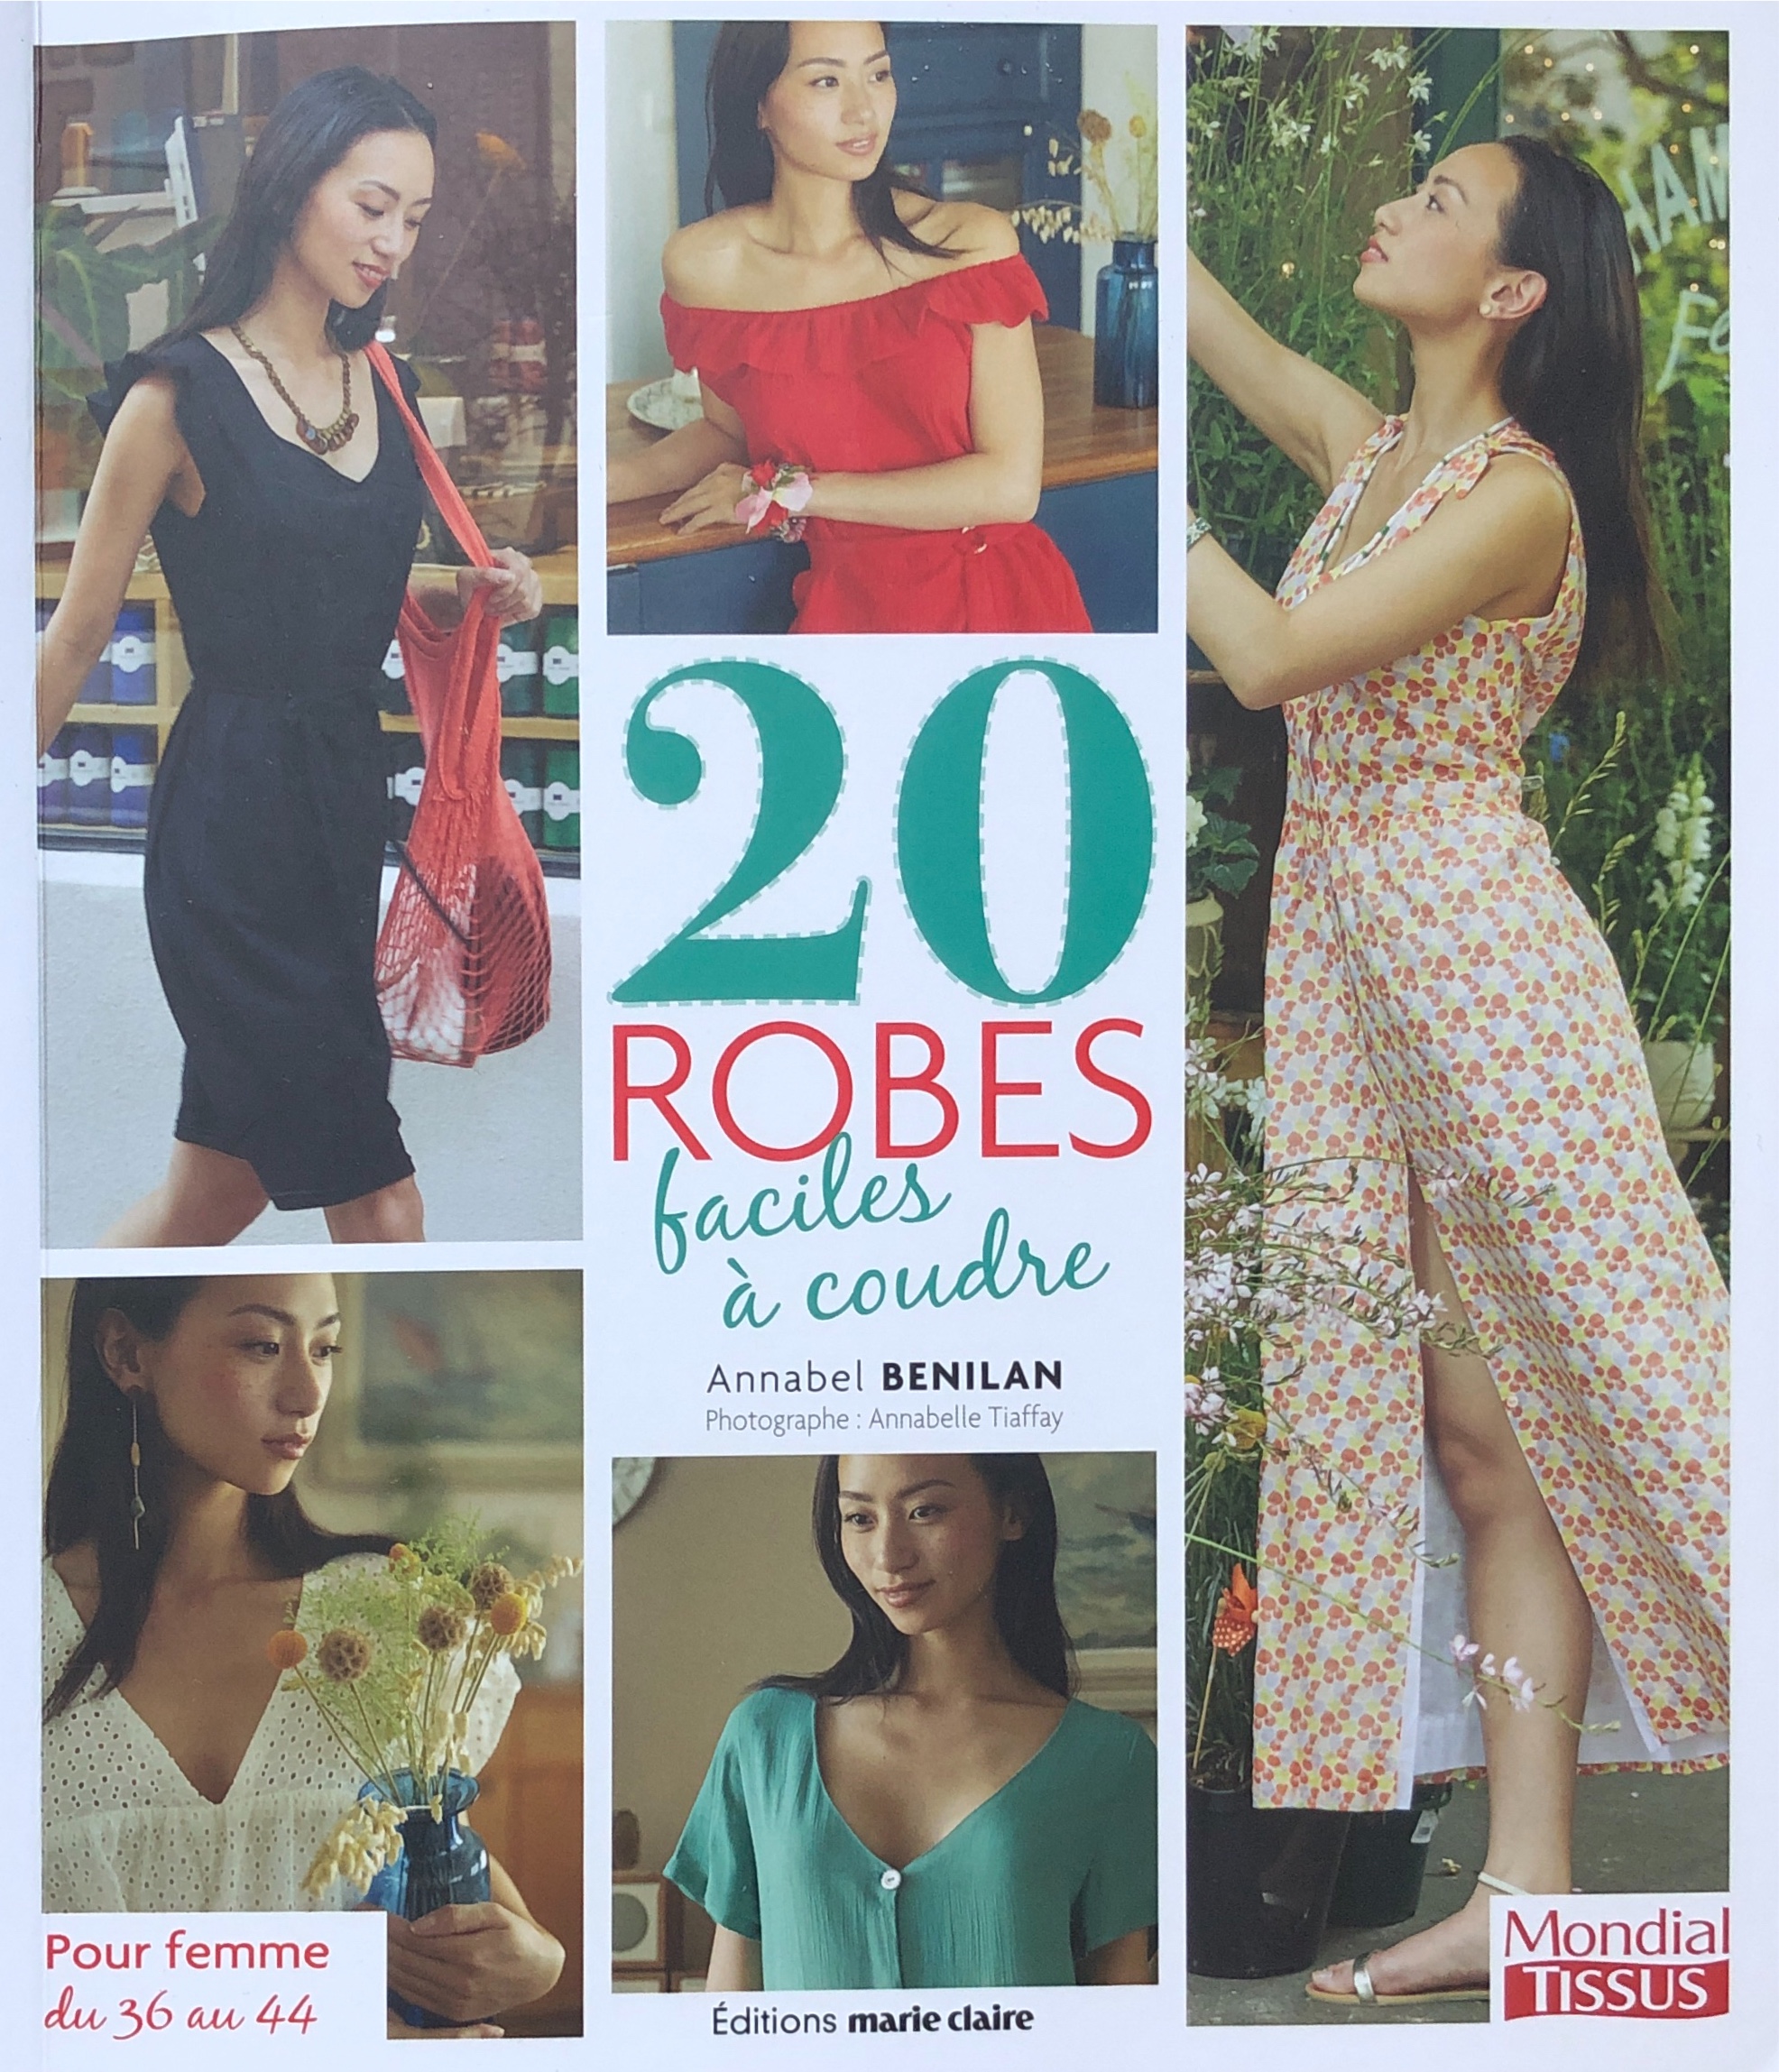 20
ROBES
faciles
à coudre
Annabel BENILAN
Photographe : Annabelle Tiaffay
Pour femme
du 36 au 44
Éditions marie claire
Mondial
TISSUS